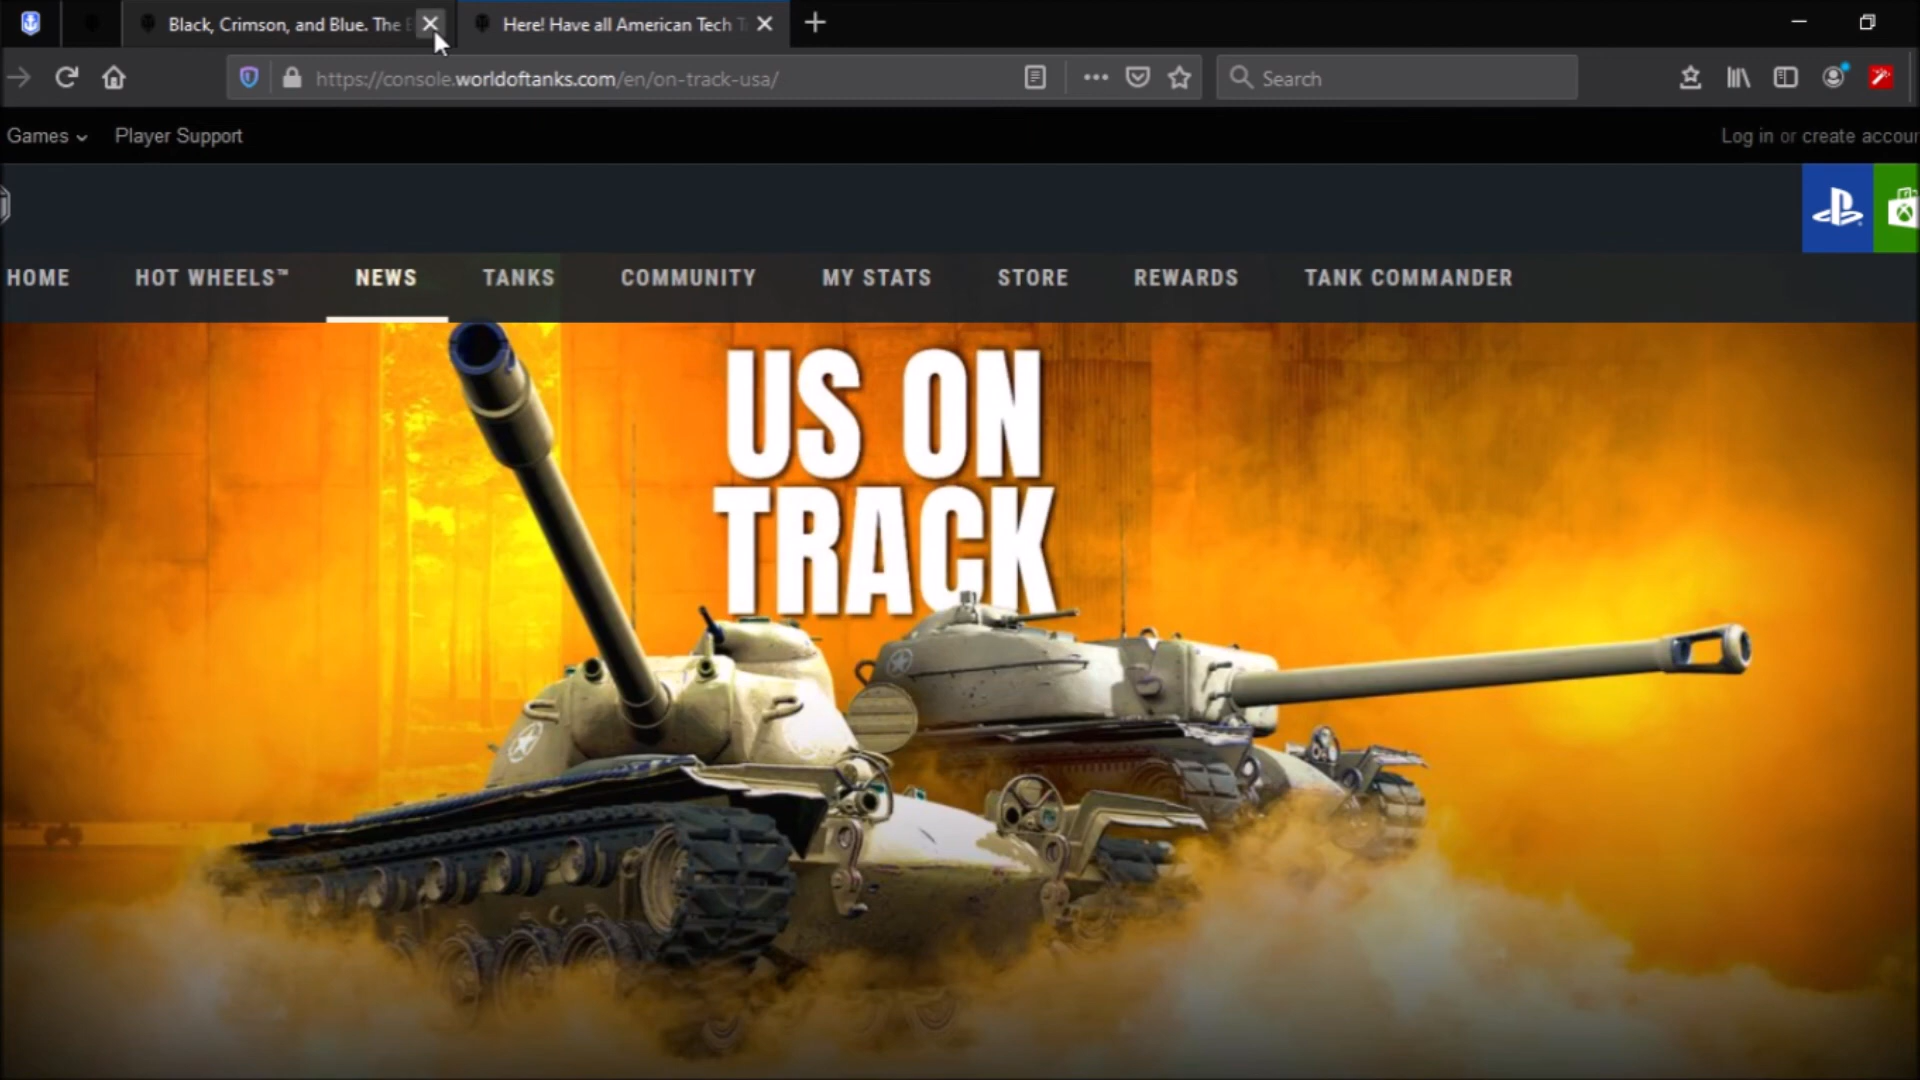 Black, Crimson, and Blue. The
Here! Have all American Tech
https://console.worldoftanks.com/en/on-track-usa/
Search
Games
Player Support
Log in or create accoun
HOME
HOT WHEELS™
NEWS
TANKS
COMMUNITY
MY STATS
STORE
REWARDS
TANK COMMANDER
US ON
TRACK